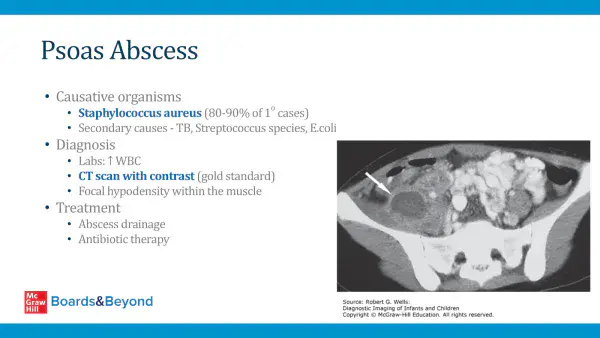 Psoas Abscess
• Causative organisms
• Staphylococcus aureus (80-90% of 1° cases)
• Secondary causes - TB, Streptococcus species, E.coli
• Diagnosis
• Labs: ↑WBC
• CT scan with contrast (gold standard)
• Focal hypodensity within the muscle
• Treatment
• Abscess drainage
• Antibiotic therapy
Mc
Graw
Hill
Boards&Beyond
Source: Robert G. Wells:
Diagnostic Imaging of Infants and Children
Copyright © McGraw-Hill Education. All rights reserved.